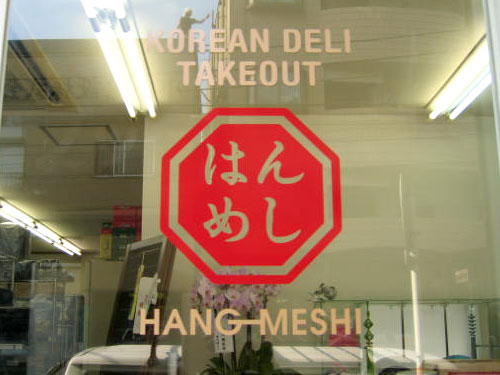 KOREAN DELI
TAKEOUT
はん
めし
HANG-MESHI